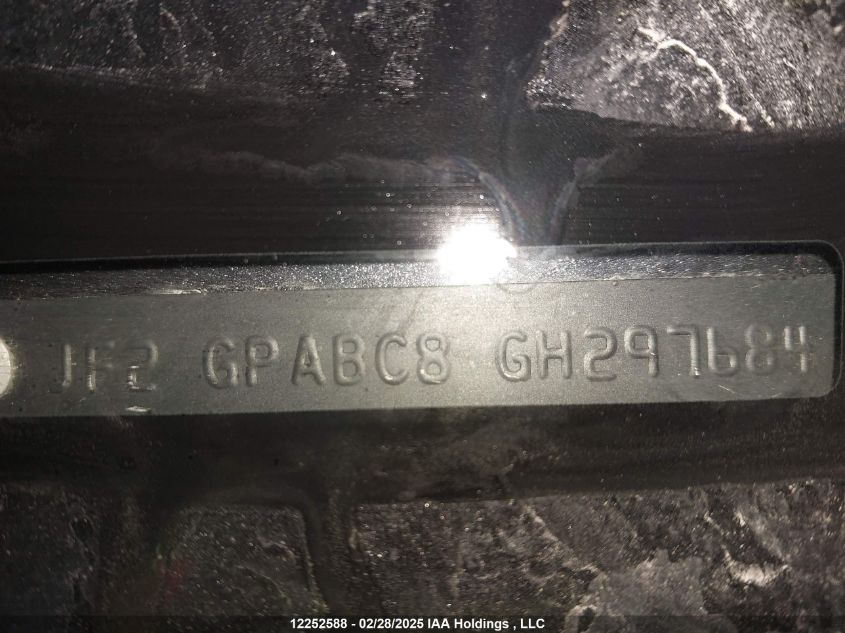 JF2 GPABC8 GH297684
12252588 - 02/28/2025 IAA Holdings , LLC